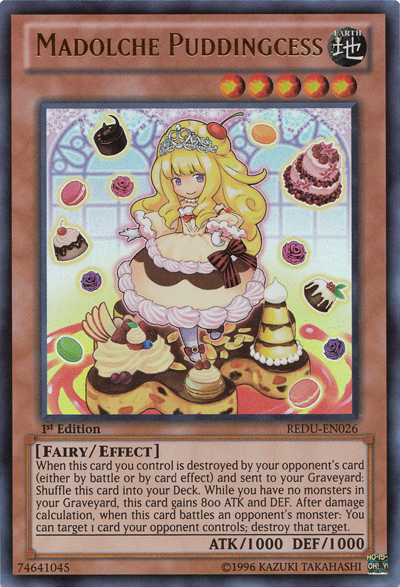 MADOLCHE PUDDINGCESS
EARTH
地
1st Edition
REDU-EN026
[FAIRY/EFFECT]
When this card you control is destroyed by your opponent's card
(either by battle or by card effect) and sent to your Graveyard:
Shuffle this card into your Deck. While you have no monsters in
your Graveyard, this card gains 800 ATK and DEF. After damage
calculation, when this card battles an opponent's monster: You
can target 1 card your opponent controls; destroy that target.
ATK/1000 DEF/1000
74641045
©1996 KAZUKI TAKAHASHI